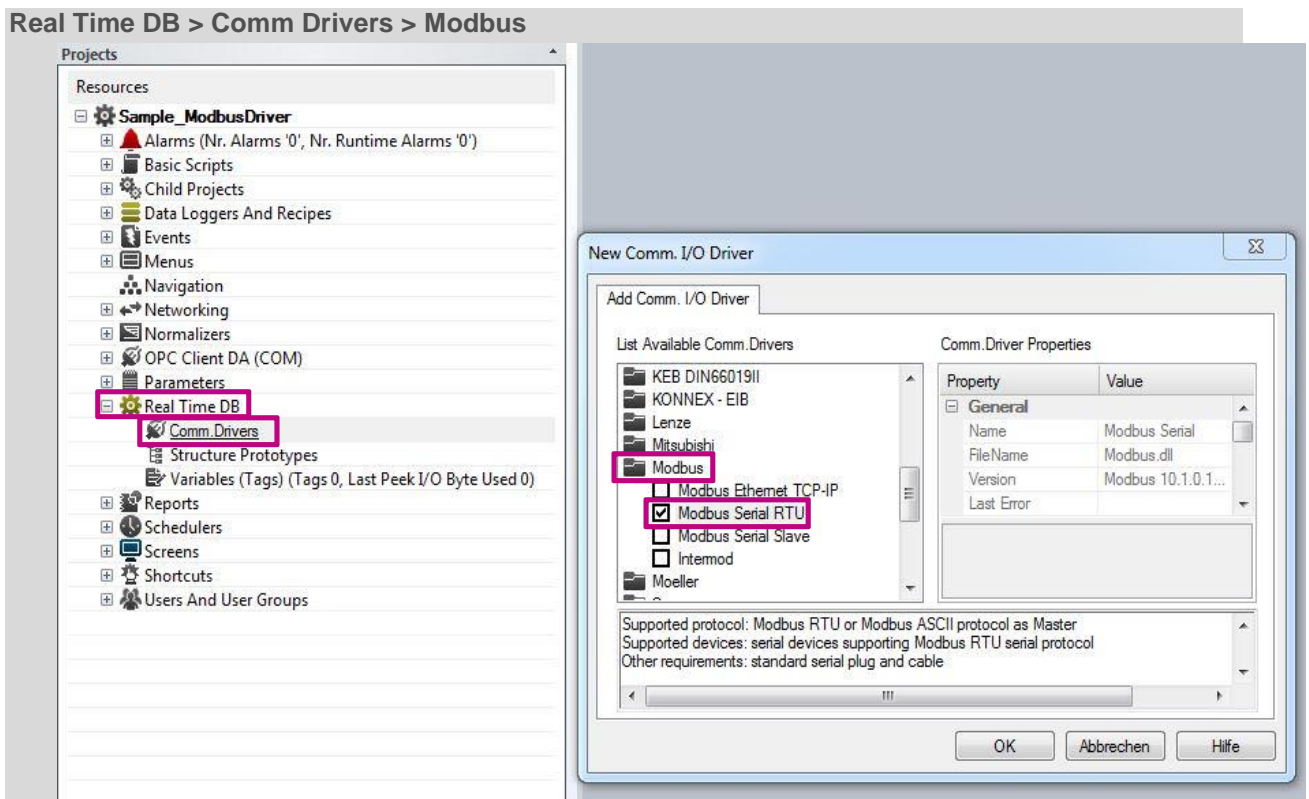 Real Time DB > Comm Drivers > Modbus
Projects
Resources
Sample_ModbusDriver
Alarms (Nr. Alarms '0', Nr. Runtime Alarms '0')
Basic Scripts
Child Projects
Data Loggers And Recipes
Events
Menus
Navigation
Networking
Normalizers
OPC Client DA (COM)
Parameters
Real Time DB
Comm.Drivers
Structure Prototypes
Variables (Tags) (Tags 0, Last Peek I/O Byte Used 0)
Reports
Schedulers
Screens
Shortcuts
Users And User Groups
New Comm. I/O Driver
Add Comm. I/O Driver
List Available Comm.Drivers
KEB DIN66019II
KONNEX - EIB
Lenze
Mitsubishi
Modbus
Modbus Ethernet TCP-IP
Modbus Serial RTU
Modbus Serial Slave
Intermod
Moeller
Comm.Driver Properties
Property Value
General
Name Modbus Serial
FileName Modbus.dll
Version Modbus 10.1.0.1...
Last Error
Supported protocol: Modbus RTU or Modbus ASCII protocol as Master
Supported devices: serial devices supporting Modbus RTU serial protocol
Other requirements: standard serial plug and cable
OK Abbrechen Hilfe